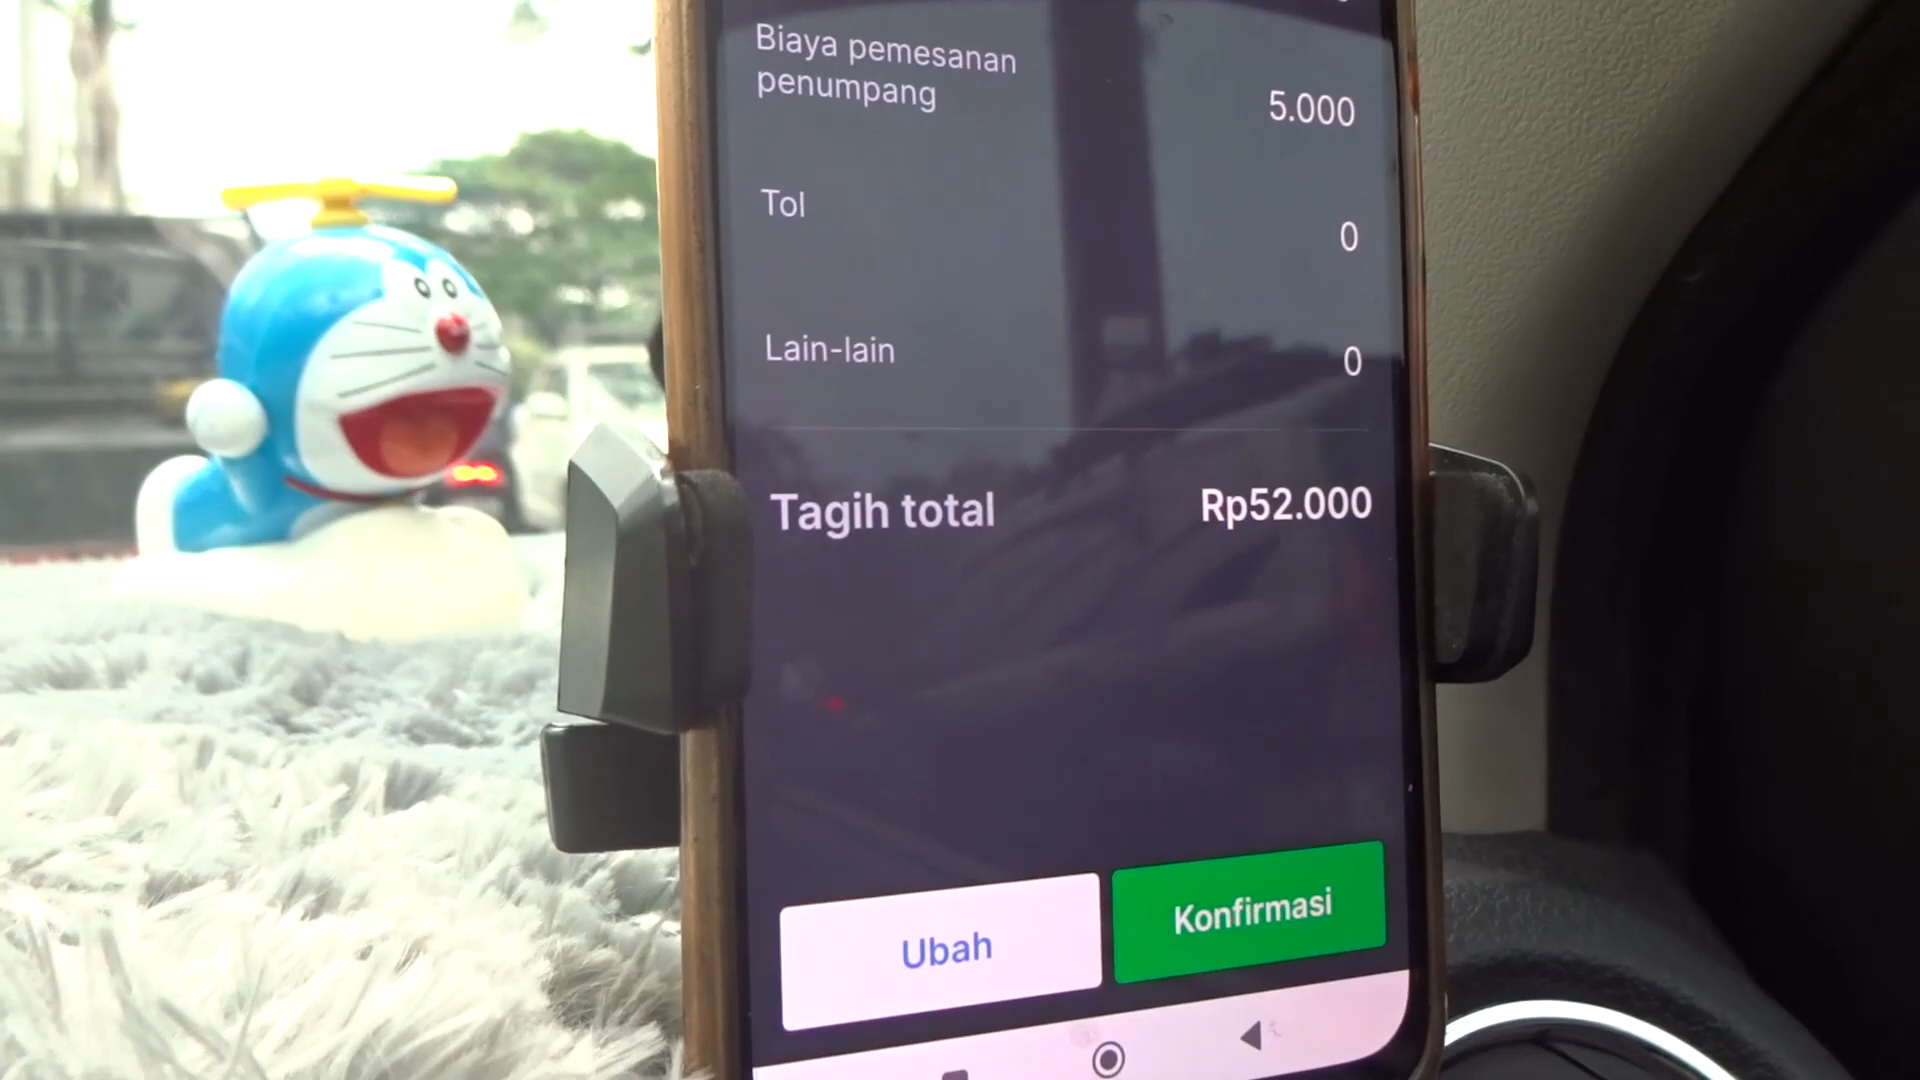 Biaya pemesanan
penumpang
5.000
Tol
0
Lain-lain
0
Tagih total
Rp52.000
Ubah
Konfirmasi